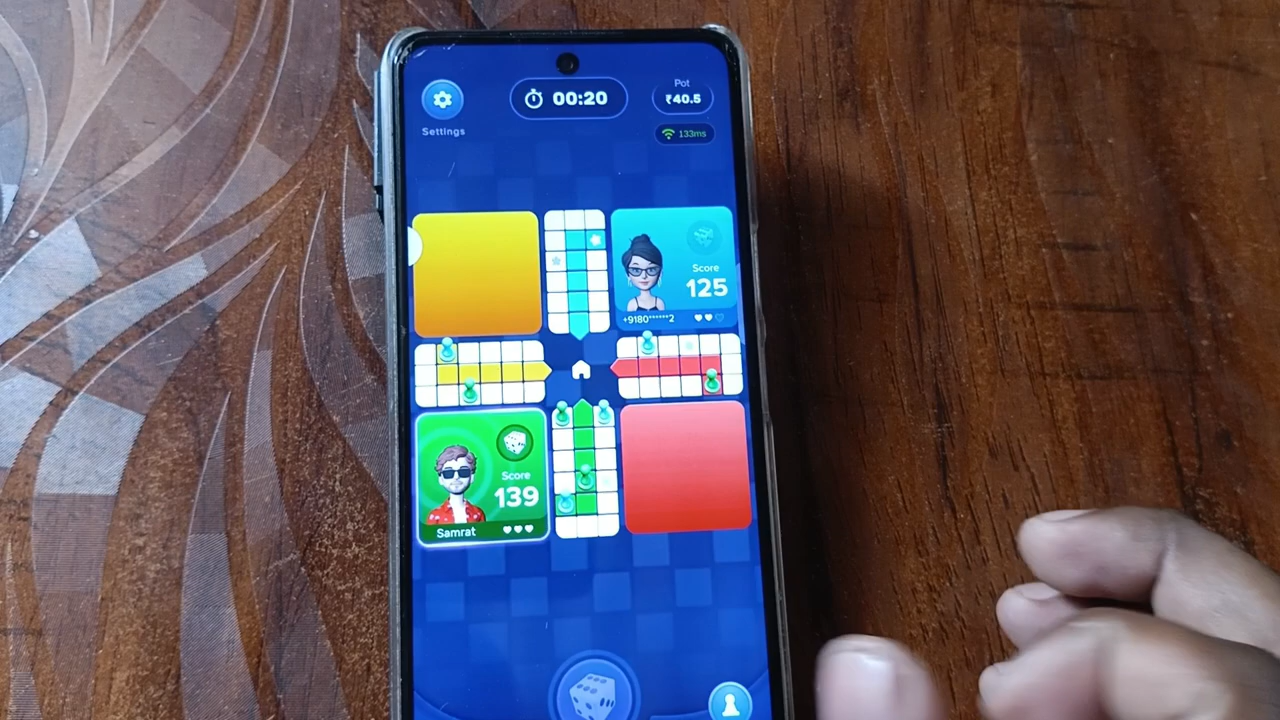 Settings
00:20
Pot
₹40.5
133ms
Score
125
+9180******2
Score
139
Samrat